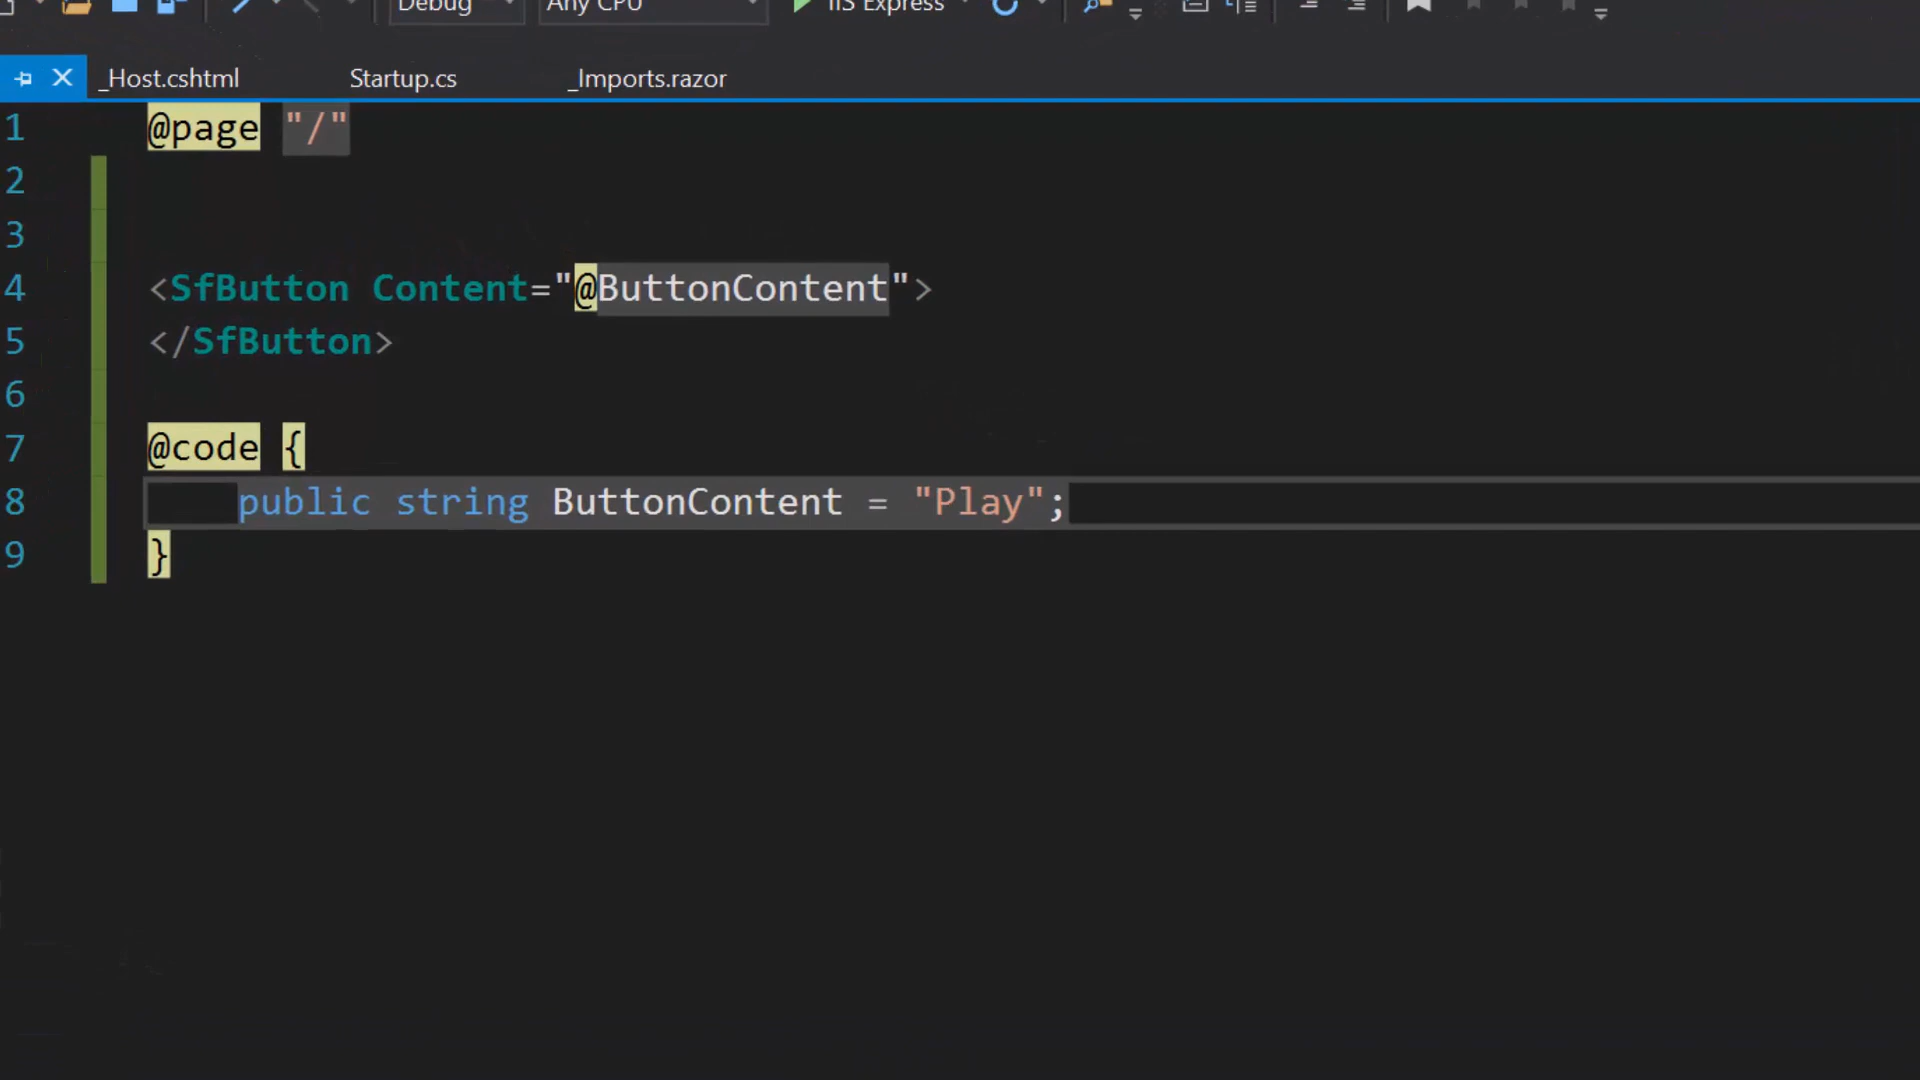 Debug Any CPU IIS Express
_Host.cshtml Startup.cs _Imports.razor
1 @page "/"
2
3
4 <SfButton Content="@ButtonContent">
5 </SfButton>
6
7 @code {
8 public string ButtonContent = "Play";
9 }